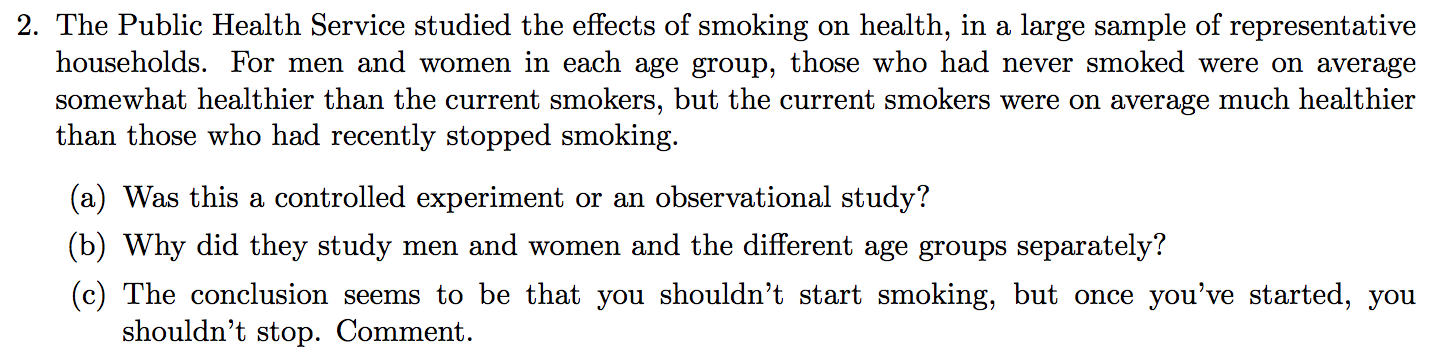 2. The Public Health Service studied the effects of smoking on health, in a large sample of representative
households. For men and women in each age group, those who had never smoked were on average
somewhat healthier than the current smokers, but the current smokers were on average much healthier
than those who had recently stopped smoking.
(a) Was this a controlled experiment or an observational study?
(b) Why did they study men and women and the different age groups separately?
(c) The conclusion seems to be that you shouldn't start smoking, but once you've started, you
shouldn't stop. Comment.